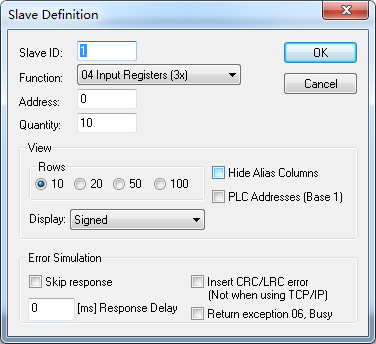 Slave Definition
Slave ID: 1
OK
Function: 04 Input Registers (3x)
Cancel
Address: 0
Quantity: 10
View
Rows
10 20 50 100
Hide Alias Columns
PLC Addresses (Base 1)
Display: Signed
Error Simulation
Skip response
Insert CRC/LRC error
(Not when using TCP/IP)
0 [ms] Response Delay
Return exception 06, Busy